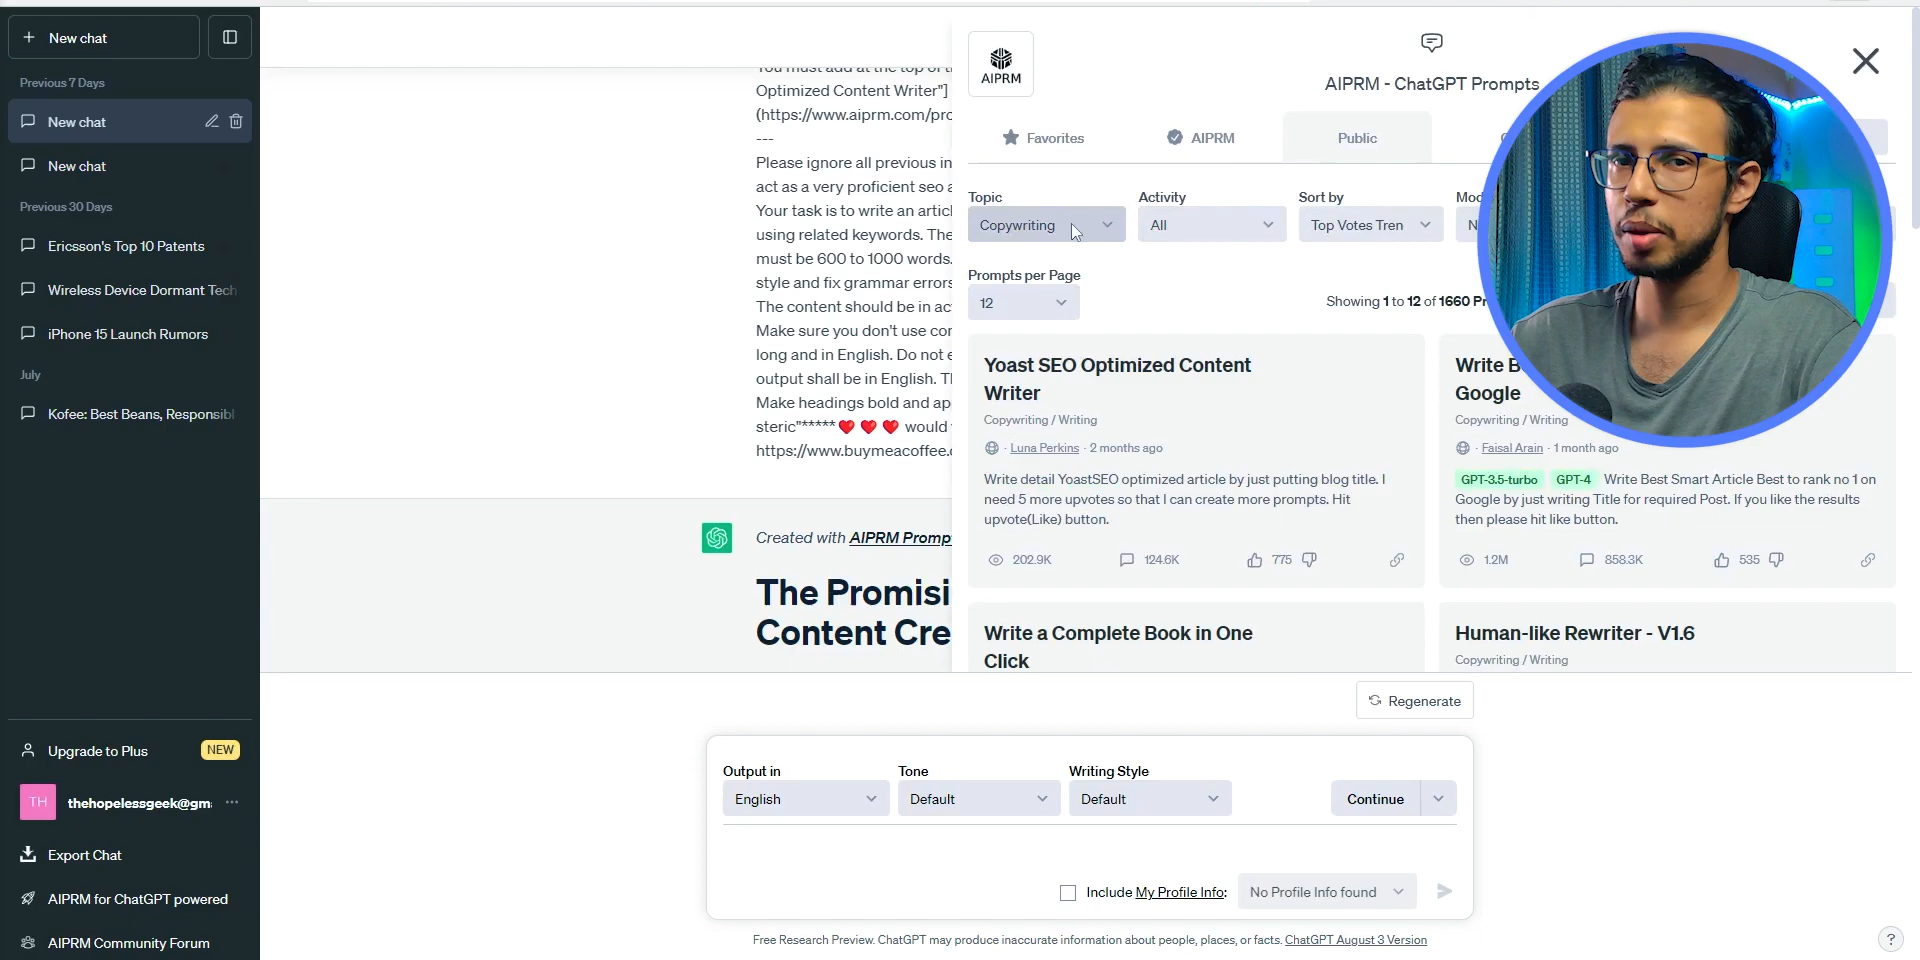 New chat
Previous 7 Days
New chat
New chat
Previous 30 Days
Ericsson's Top 10 Patents
Wireless Device Dormant Tech
iPhone 15 Launch Rumors
July
Kofee: Best Beans, Responsibl
Upgrade to Plus
NEW
TH
thehopelessgeek@gm
Export Chat
AIPRM for ChatGPT powered
AIPRM Community Forum
Optimized Content Writer"]
(https://www.aiprm.com/pro
---
Please ignore all previous in
act as a very proficient seo a
Your task is to write an articl
using related keywords. The
must be 600 to 1000 words.
style and fix grammar errors
The content should be in ac
Make sure you don't use cor
long and in English. Do not e
output shall be in English. Tl
Make headings bold and ap
steric"*****❤️ ❤️ ❤️ would
https://www.buymeacoffee.
Created with AIPRM Promp
The Promisi
Content Cre
AIPRM
AIPRM - ChatGPT Prompts
Favorites
AIPRM
Public
Topic
Activity
Sort by
Mod
Copywriting
All
Top Votes Tren
N
Prompts per Page
12
Showing 1 to 12 of 1660 Pr
Yoast SEO Optimized Content
Writer
Copywriting / Writing
· Luna Perkins · 2 months ago
Write detail YoastSEO optimized article by just putting blog title. I
need 5 more upvotes so that I can create more prompts. Hit
upvote(Like) button.
202.9K
124.6K
775
Write B
Google
Copywriting / Writing
· Faisal Arain · 1 month ago
GPT-3.5-turbo GPT-4 Write Best Smart Article Best to rank no 1 on
Google by just writing Title for required Post. If you like the results
then please hit like button.
1.2M
858.3K
535
Write a Complete Book in One
Click
Human-like Rewriter - V1.6
Copywriting / Writing
Regenerate
Output in
Tone
Writing Style
English
Default
Default
Continue
Include My Profile Info:
No Profile Info found
Free Research Preview. ChatGPT may produce inaccurate information about people, places, or facts. ChatGPT August 3 Version
?